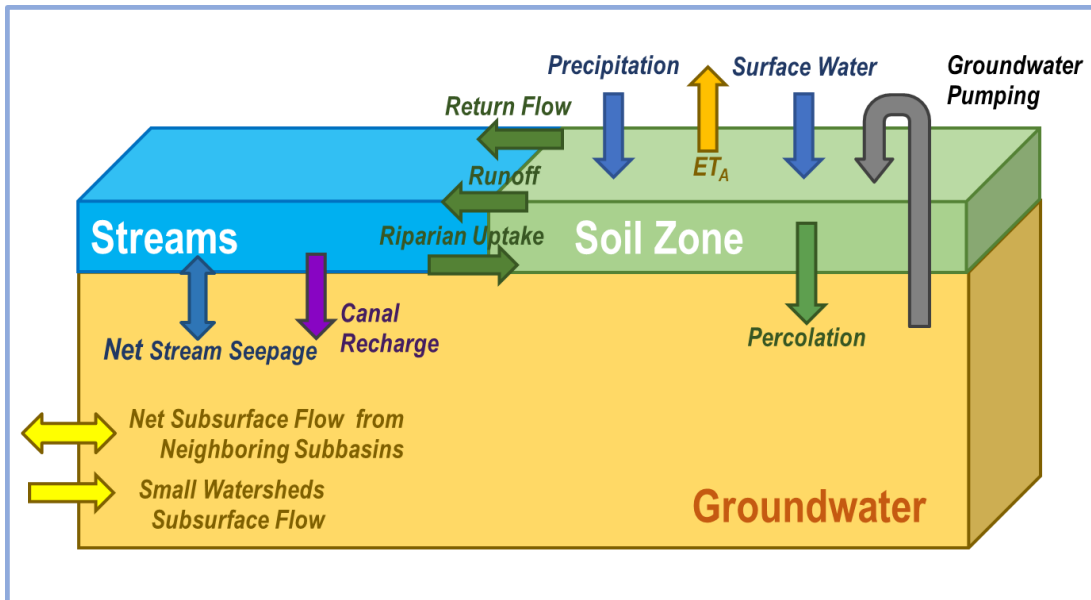 Precipitation
Surface Water
Groundwater
Pumping
Return Flow
ET_A
Runoff
Streams
Riparian Uptake
Soil Zone
Canal
Recharge
Net Stream Seepage
Percolation
Net Subsurface Flow from
Neighboring Subbasins
Small Watersheds
Subsurface Flow
Groundwater